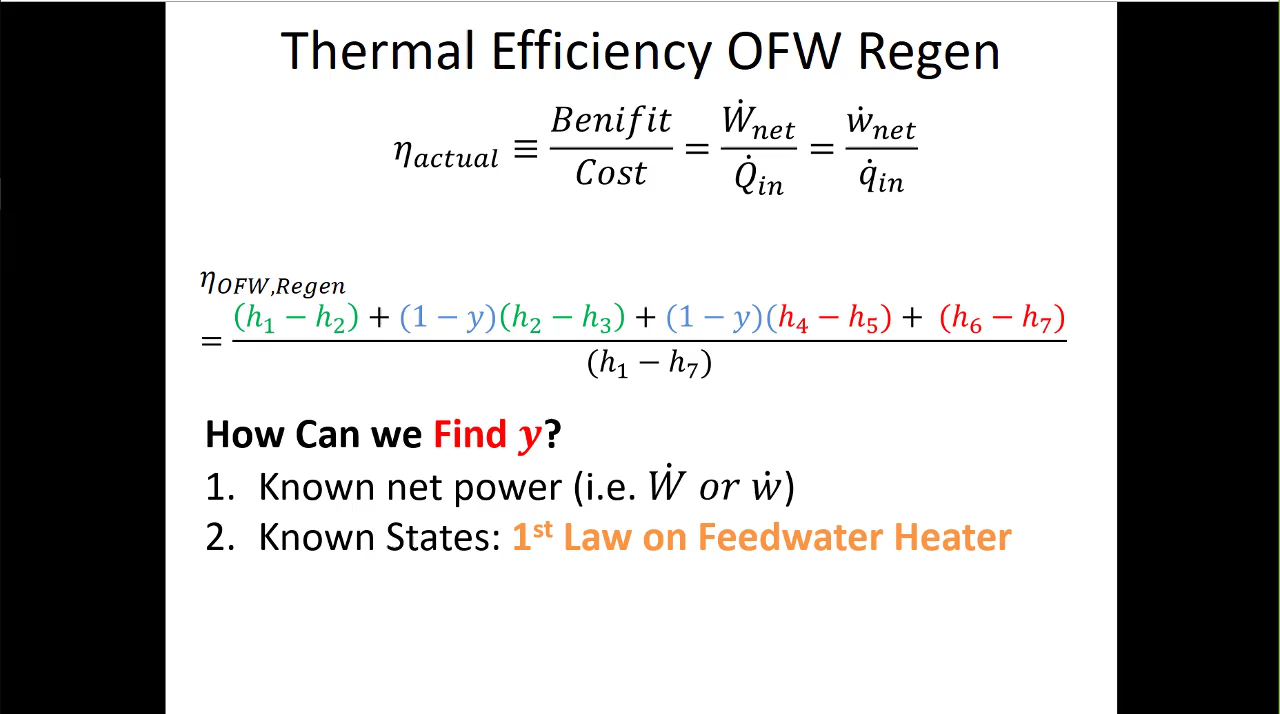 Thermal Efficiency OFW Regen
η_actual ≡ Benifit/Cost = Ẇ_net/Q̇_in = ẇ_net/q̇_in
η_OFW,Regen
= ((h₁ − h₂) + (1 − y)(h₂ − h₃) + (1 − y)(h₄ − h₅) + (h₆ − h₇))/(h₁ − h₇)
How Can we Find y?
1. Known net power (i.e. Ẇ or ẇ)
2. Known States: 1st Law on Feedwater Heater